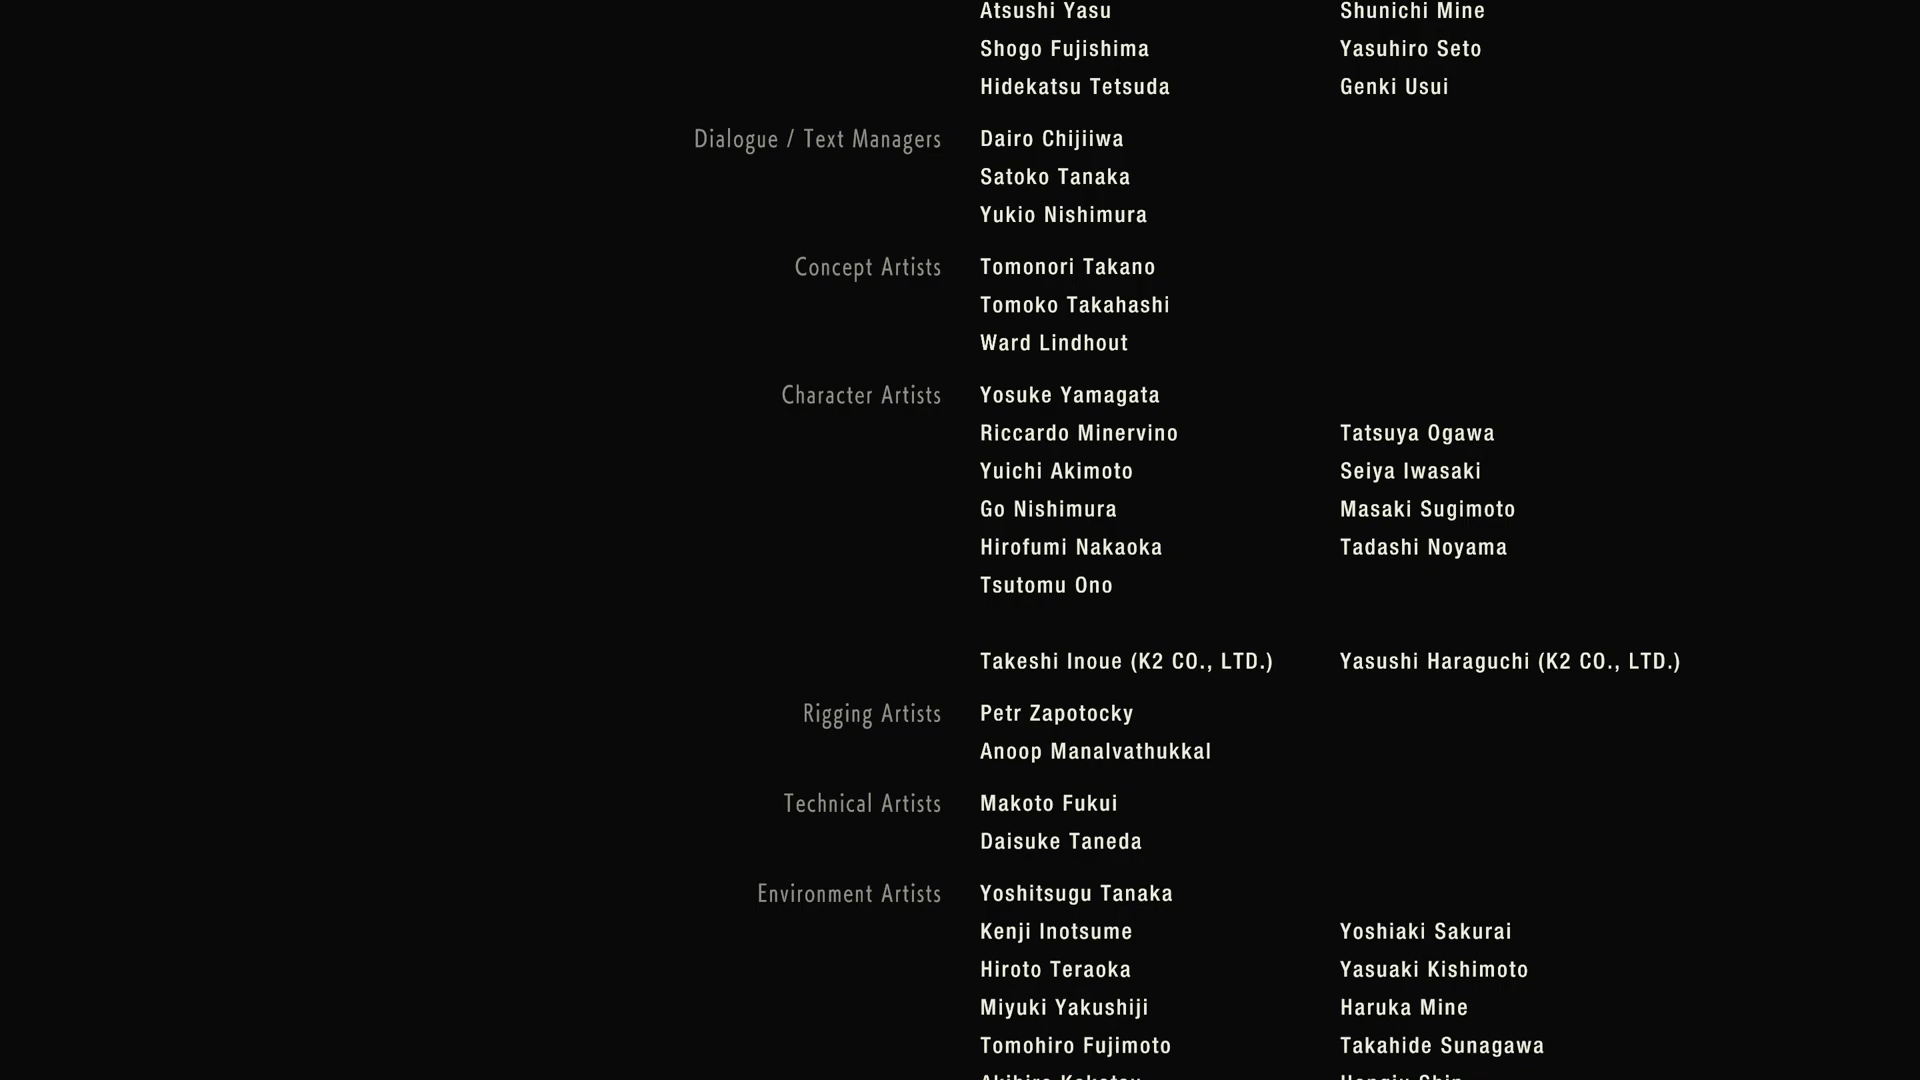 Atsushi Yasu Shunichi Mine
Shogo Fujishima Yasuhiro Seto
Hidekatsu Tetsuda Genki Usui
Dialogue / Text Managers Dairo Chijiiwa
Satoko Tanaka
Yukio Nishimura
Concept Artists Tomonori Takano
Tomoko Takahashi
Ward Lindhout
Character Artists Yosuke Yamagata
Riccardo Minervino Tatsuya Ogawa
Yuichi Akimoto Seiya Iwasaki
Go Nishimura Masaki Sugimoto
Hirofumi Nakaoka Tadashi Noyama
Tsutomu Ono
Takeshi Inoue (K2 CO., LTD.) Yasushi Haraguchi (K2 CO., LTD.)
Rigging Artists Petr Zapotocky
Anoop Manalvathukkal
Technical Artists Makoto Fukui
Daisuke Taneda
Environment Artists Yoshitsugu Tanaka
Kenji Inotsume Yoshiaki Sakurai
Hiroto Teraoka Yasuaki Kishimoto
Miyuki Yakushiji Haruka Mine
Tomohiro Fujimoto Takahide Sunagawa